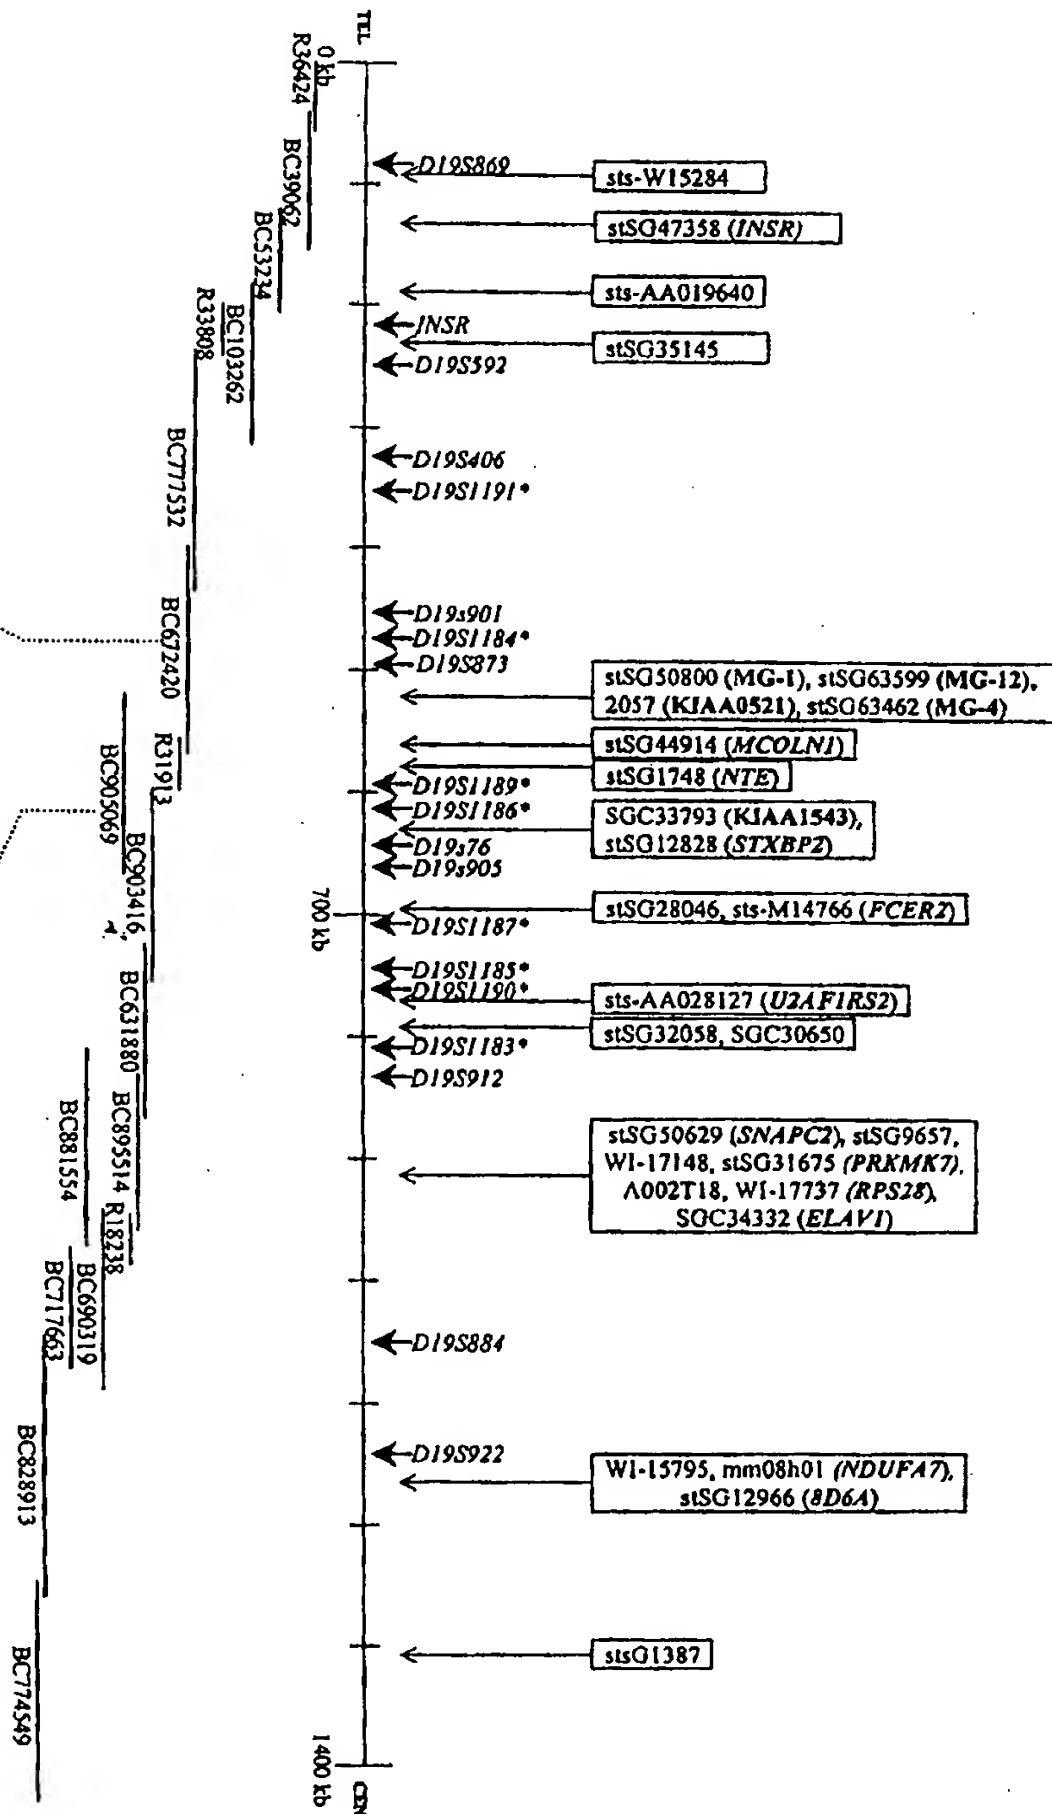 TEL
0 kb
700 kb
1400 kb
CEN
D19S869
INSR
D19S592
D19S406
D19S1191*
D19s901
D19S1184*
D19S873
D19S1189*
D19S1186*
D19s76
D19s905
D19S1187*
D19S1185*
D19S1190*
D19S1183*
D19S912
D19S884
D19S922
sts-W15284
stSG47358 (INSR)
sts-AA019640
stSG35145
stSG50800 (MG-1), stSG63599 (MG-12),
2057 (KIAA0521), stSG63462 (MG-4)
stSG44914 (MCOLN1)
stSG1748 (NTE)
SGC33793 (KIAA1543),
stSG12828 (STXBP2)
stSG28046, sts-M14766 (FCER2)
sts-AA028127 (U2AF1RS2)
stSG32058, SGC30650
stSG50629 (SNAPC2), stSG9657,
WI-17148, stSG31675 (PRKMK7),
A002T18, WI-17737 (RPS28),
SGC34332 (ELAV1)
WI-15795, mm08h01 (NDUFA7),
stSG12966 (8D6A)
stsG1387
R36424
BC39062
BC53234
BC103262
R33808
BC777532
BC672420
R31913
BC905069
BC903416
BC631880
BC895514
BC881554
R18238
BC690319
BC717663
BC828913
BC774549